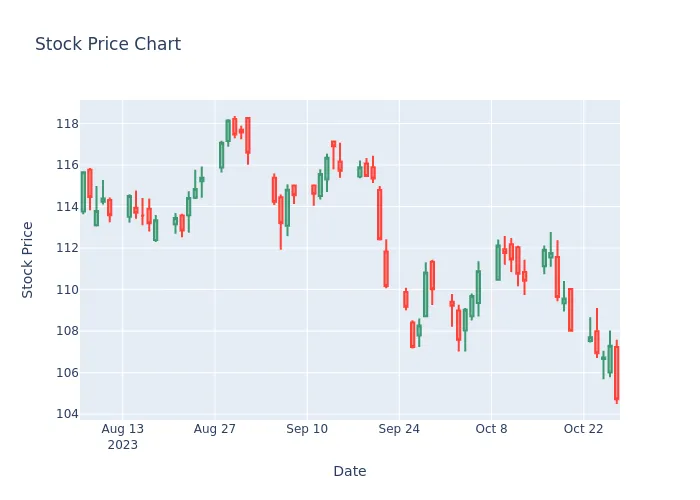 Stock Price Chart
118
116
114
112
110
108
106
104
Stock Price
Aug 13
2023
Aug 27
Sep 10
Sep 24
Oct 8
Oct 22
Date